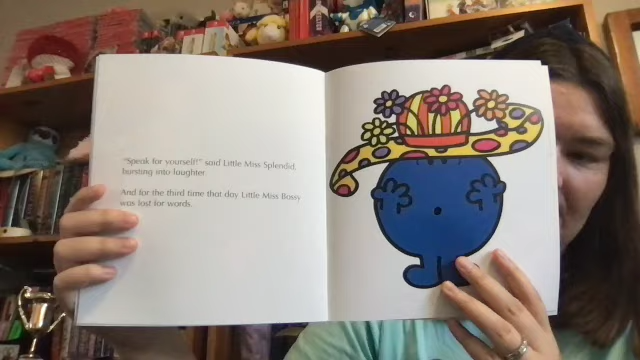 "Speak for yourself!" said Little Miss Splendid,
bursting into laughter.
And for the third time that day Little Miss Bossy
was lost for words.